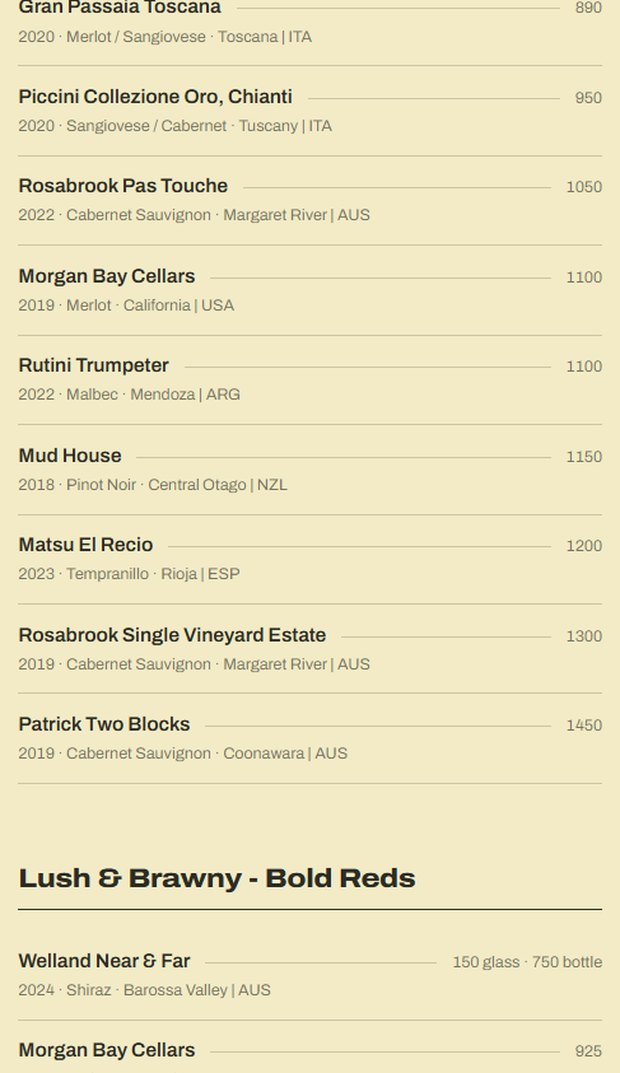 Gran Passaia Toscana 890
2020 · Merlot / Sangiovese · Toscana | ITA
Piccini Collezione Oro, Chianti 950
2020 · Sangiovese / Cabernet · Tuscany | ITA
Rosabrook Pas Touche 1050
2022 · Cabernet Sauvignon · Margaret River | AUS
Morgan Bay Cellars 1100
2019 · Merlot · California | USA
Rutini Trumpeter 1100
2022 · Malbec · Mendoza | ARG
Mud House 1150
2018 · Pinot Noir · Central Otago | NZL
Matsu El Recio 1200
2023 · Tempranillo · Rioja | ESP
Rosabrook Single Vineyard Estate 1300
2019 · Cabernet Sauvignon · Margaret River | AUS
Patrick Two Blocks 1450
2019 · Cabernet Sauvignon · Coonawara | AUS
Lush & Brawny - Bold Reds
Welland Near & Far 150 glass · 750 bottle
2024 · Shiraz · Barossa Valley | AUS
Morgan Bay Cellars 925